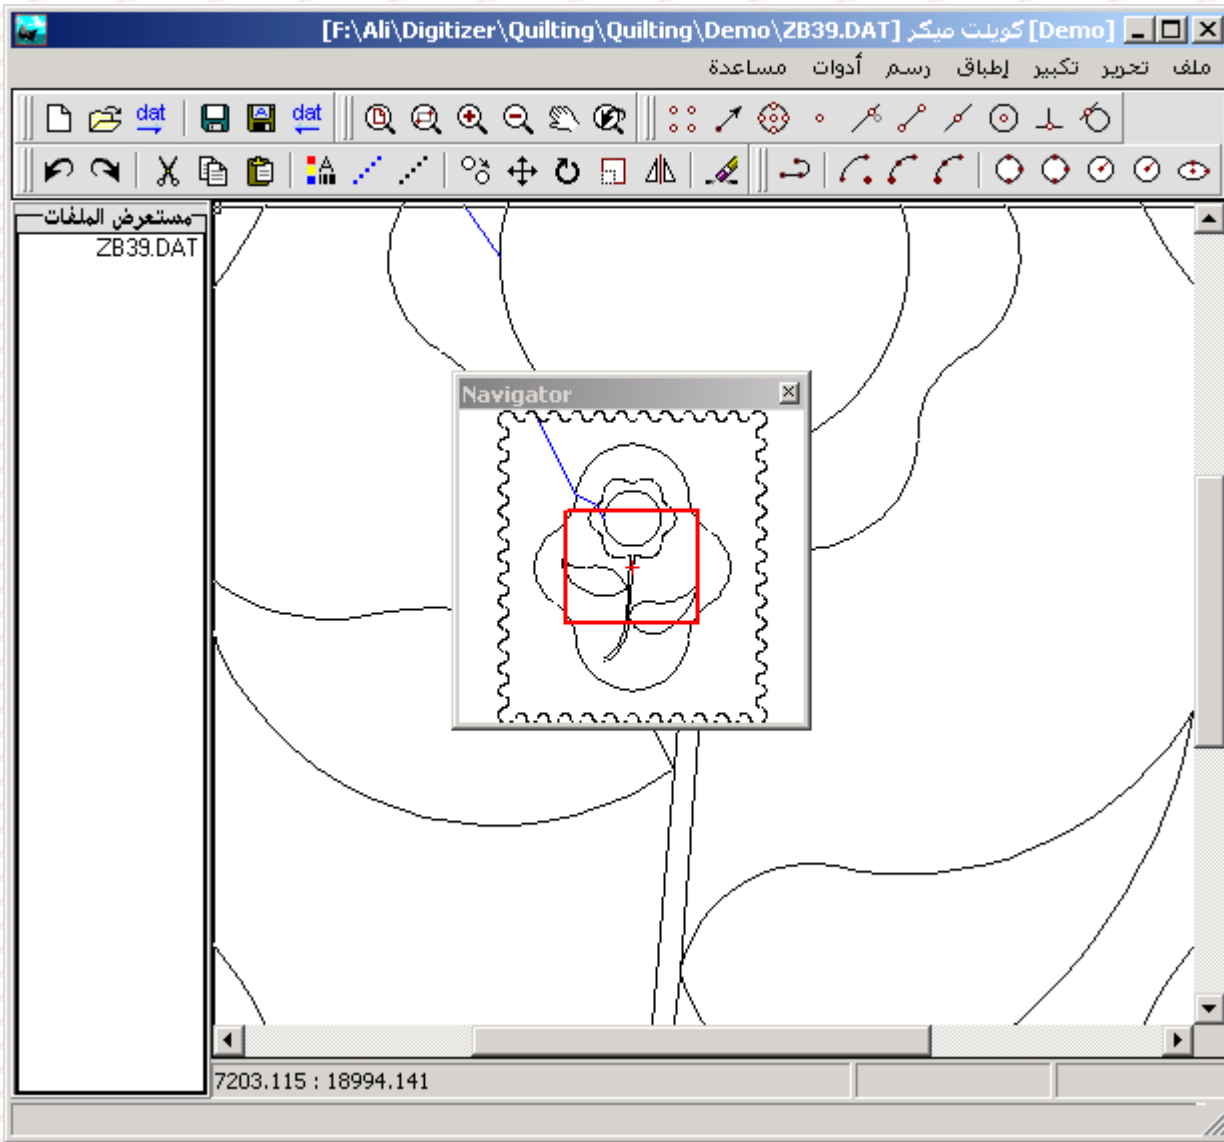 [F:\Ali\Digitizer\Quilting\Quilting\Demo\ZB39.DAT] كويلت ميكر [Demo]
ملف تحرير تكبير إطباق رسم أدوات مساعدة
dat dat
مستعرض الملفات
ZB39.DAT
Navigator
7203.115 : 18994.141